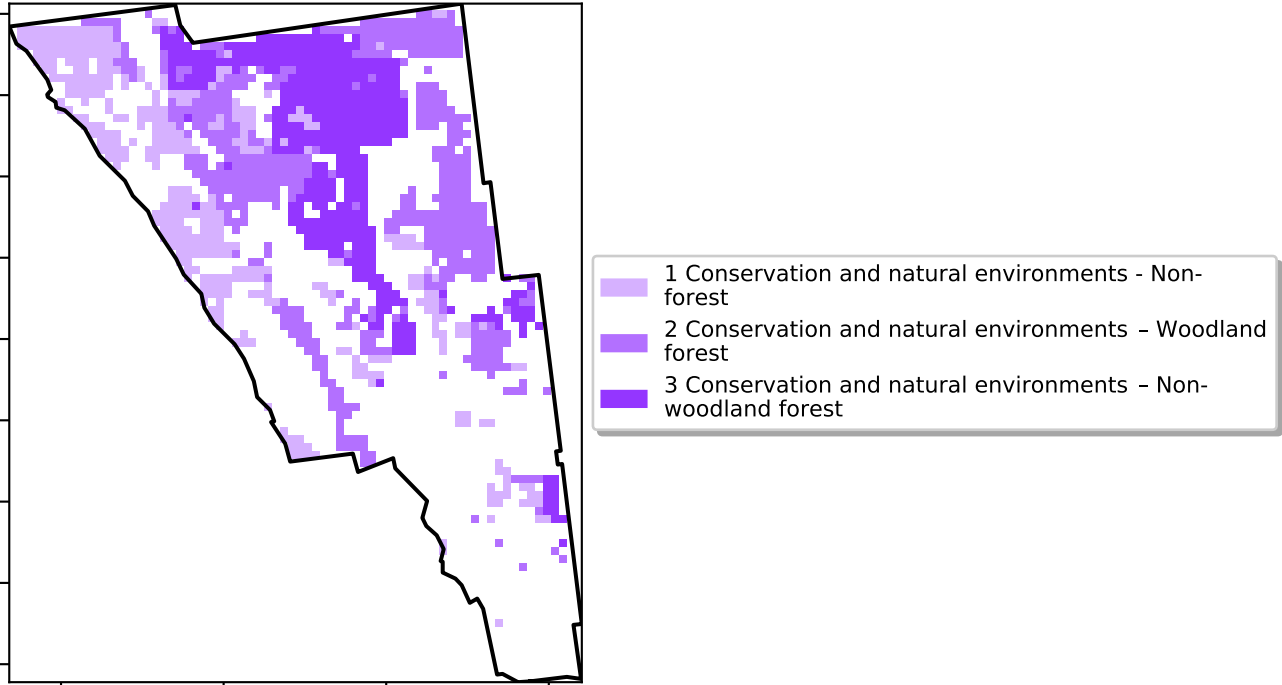 1 Conservation and natural environments - Non-
forest
2 Conservation and natural environments – Woodland
forest
3 Conservation and natural environments – Non-
woodland forest